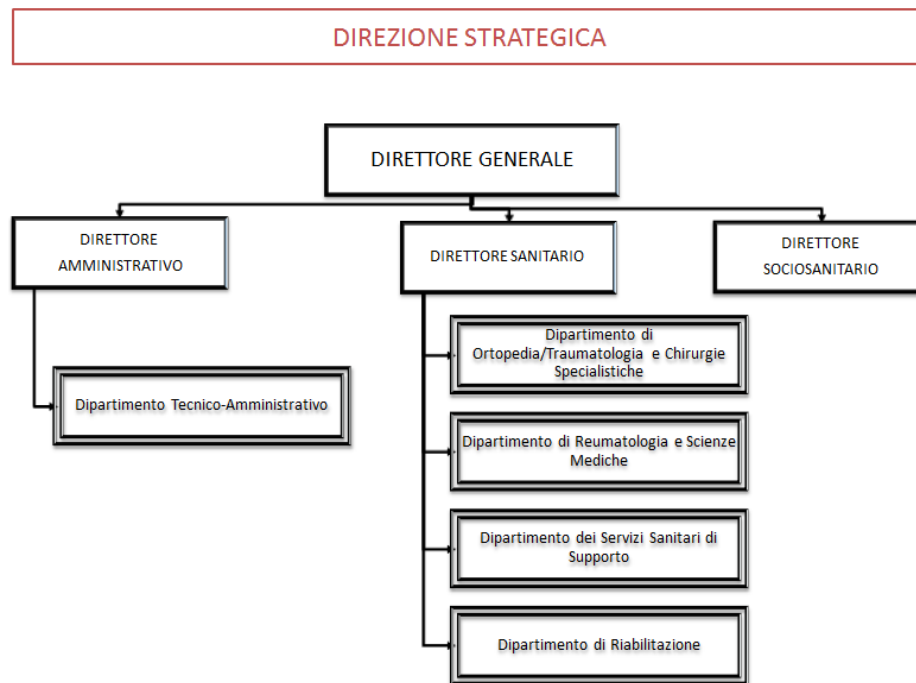 DIREZIONE STRATEGICA
DIRETTORE GENERALE
DIRETTORE
AMMINISTRATIVO
DIRETTORE SANITARIO
DIRETTORE
SOCIOSANITARIO
Dipartimento di
Ortopedia/Traumatologia e Chirurgie
Specialistiche
Dipartimento Tecnico-Amministrativo
Dipartimento di Reumatologia e Scienze
Mediche
Dipartimento dei Servizi Sanitari di
Supporto
Dipartimento di Riabilitazione